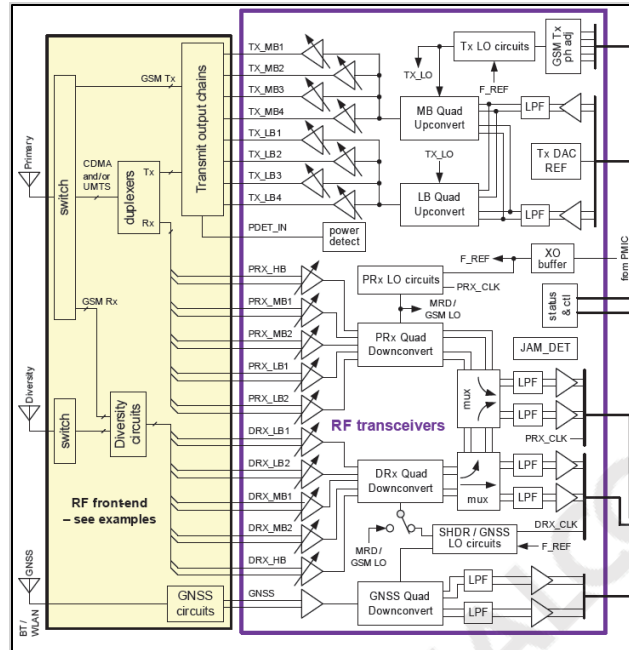 TX_MB1
TX_MB2
TX_MB3
TX_MB4
TX_LB1
TX_LB2
TX_LB3
TX_LB4
PDET_IN
power
detect
GSM Tx
Transmit output chains
Primary
switch
CDMA
and/or
UMTS
duplexers
Tx
Rx
GSM Rx
Diversity
switch
Diversity
circuits
RF front-end
– see examples
GNSS
BT /
WLAN
GNSS
circuits
Tx LO circuits
GSM Tx
ph adj
TX_LO
F_REF
MB Quad
Upconvert
LPF
TX_LO
Tx DAC
REF
LB Quad
Upconvert
LPF
F_REF
XO
buffer
from PMIC
PRx LO circuits
PRX_CLK
status
& ctl
MRD /
GSM LO
JAM_DET
PRX_HB
PRX_MB1
PRX_MB2
PRX_LB1
PRX_LB2
PRx Quad
Downconvert
mux
LPF
LPF
PRX_CLK
RF transceivers
DRX_LB1
DRX_LB2
DRX_MB1
DRX_MB2
DRX_HB
DRx Quad
Downconvert
mux
LPF
LPF
DRX_CLK
MRD /
GSM LO
SHDR / GNSS
LO circuits
F_REF
GNSS
GNSS Quad
Downconvert
LPF
LPF